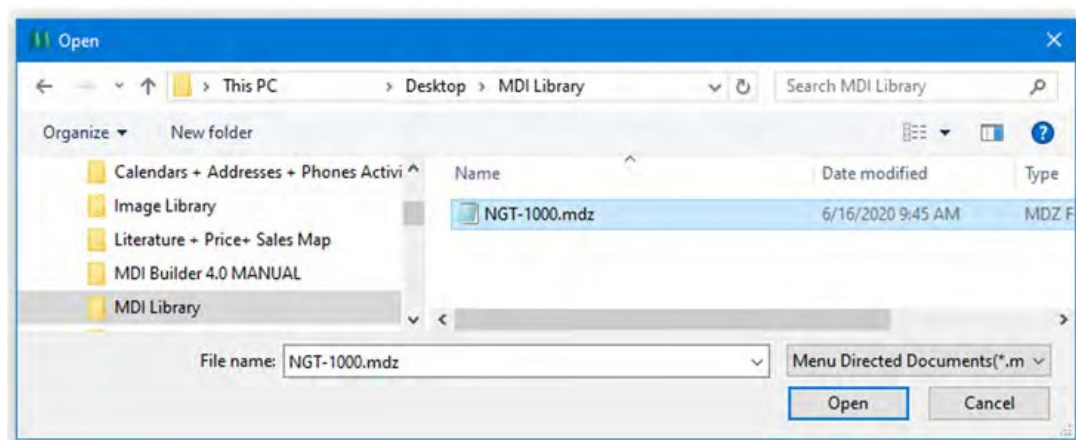 Open
This PC > Desktop > MDI Library
Search MDI Library
Organize
New folder
?
Calendars + Addresses + Phones Activi
Image Library
Literature + Price+ Sales Map
MDI Builder 4.0 MANUAL
MDI Library
Name
Date modified
Type
NGT-1000.mdz
6/16/2020 9:45 AM
MDZ F
File name:
NGT-1000.mdz
Menu Directed Documents(*.m
Open
Cancel